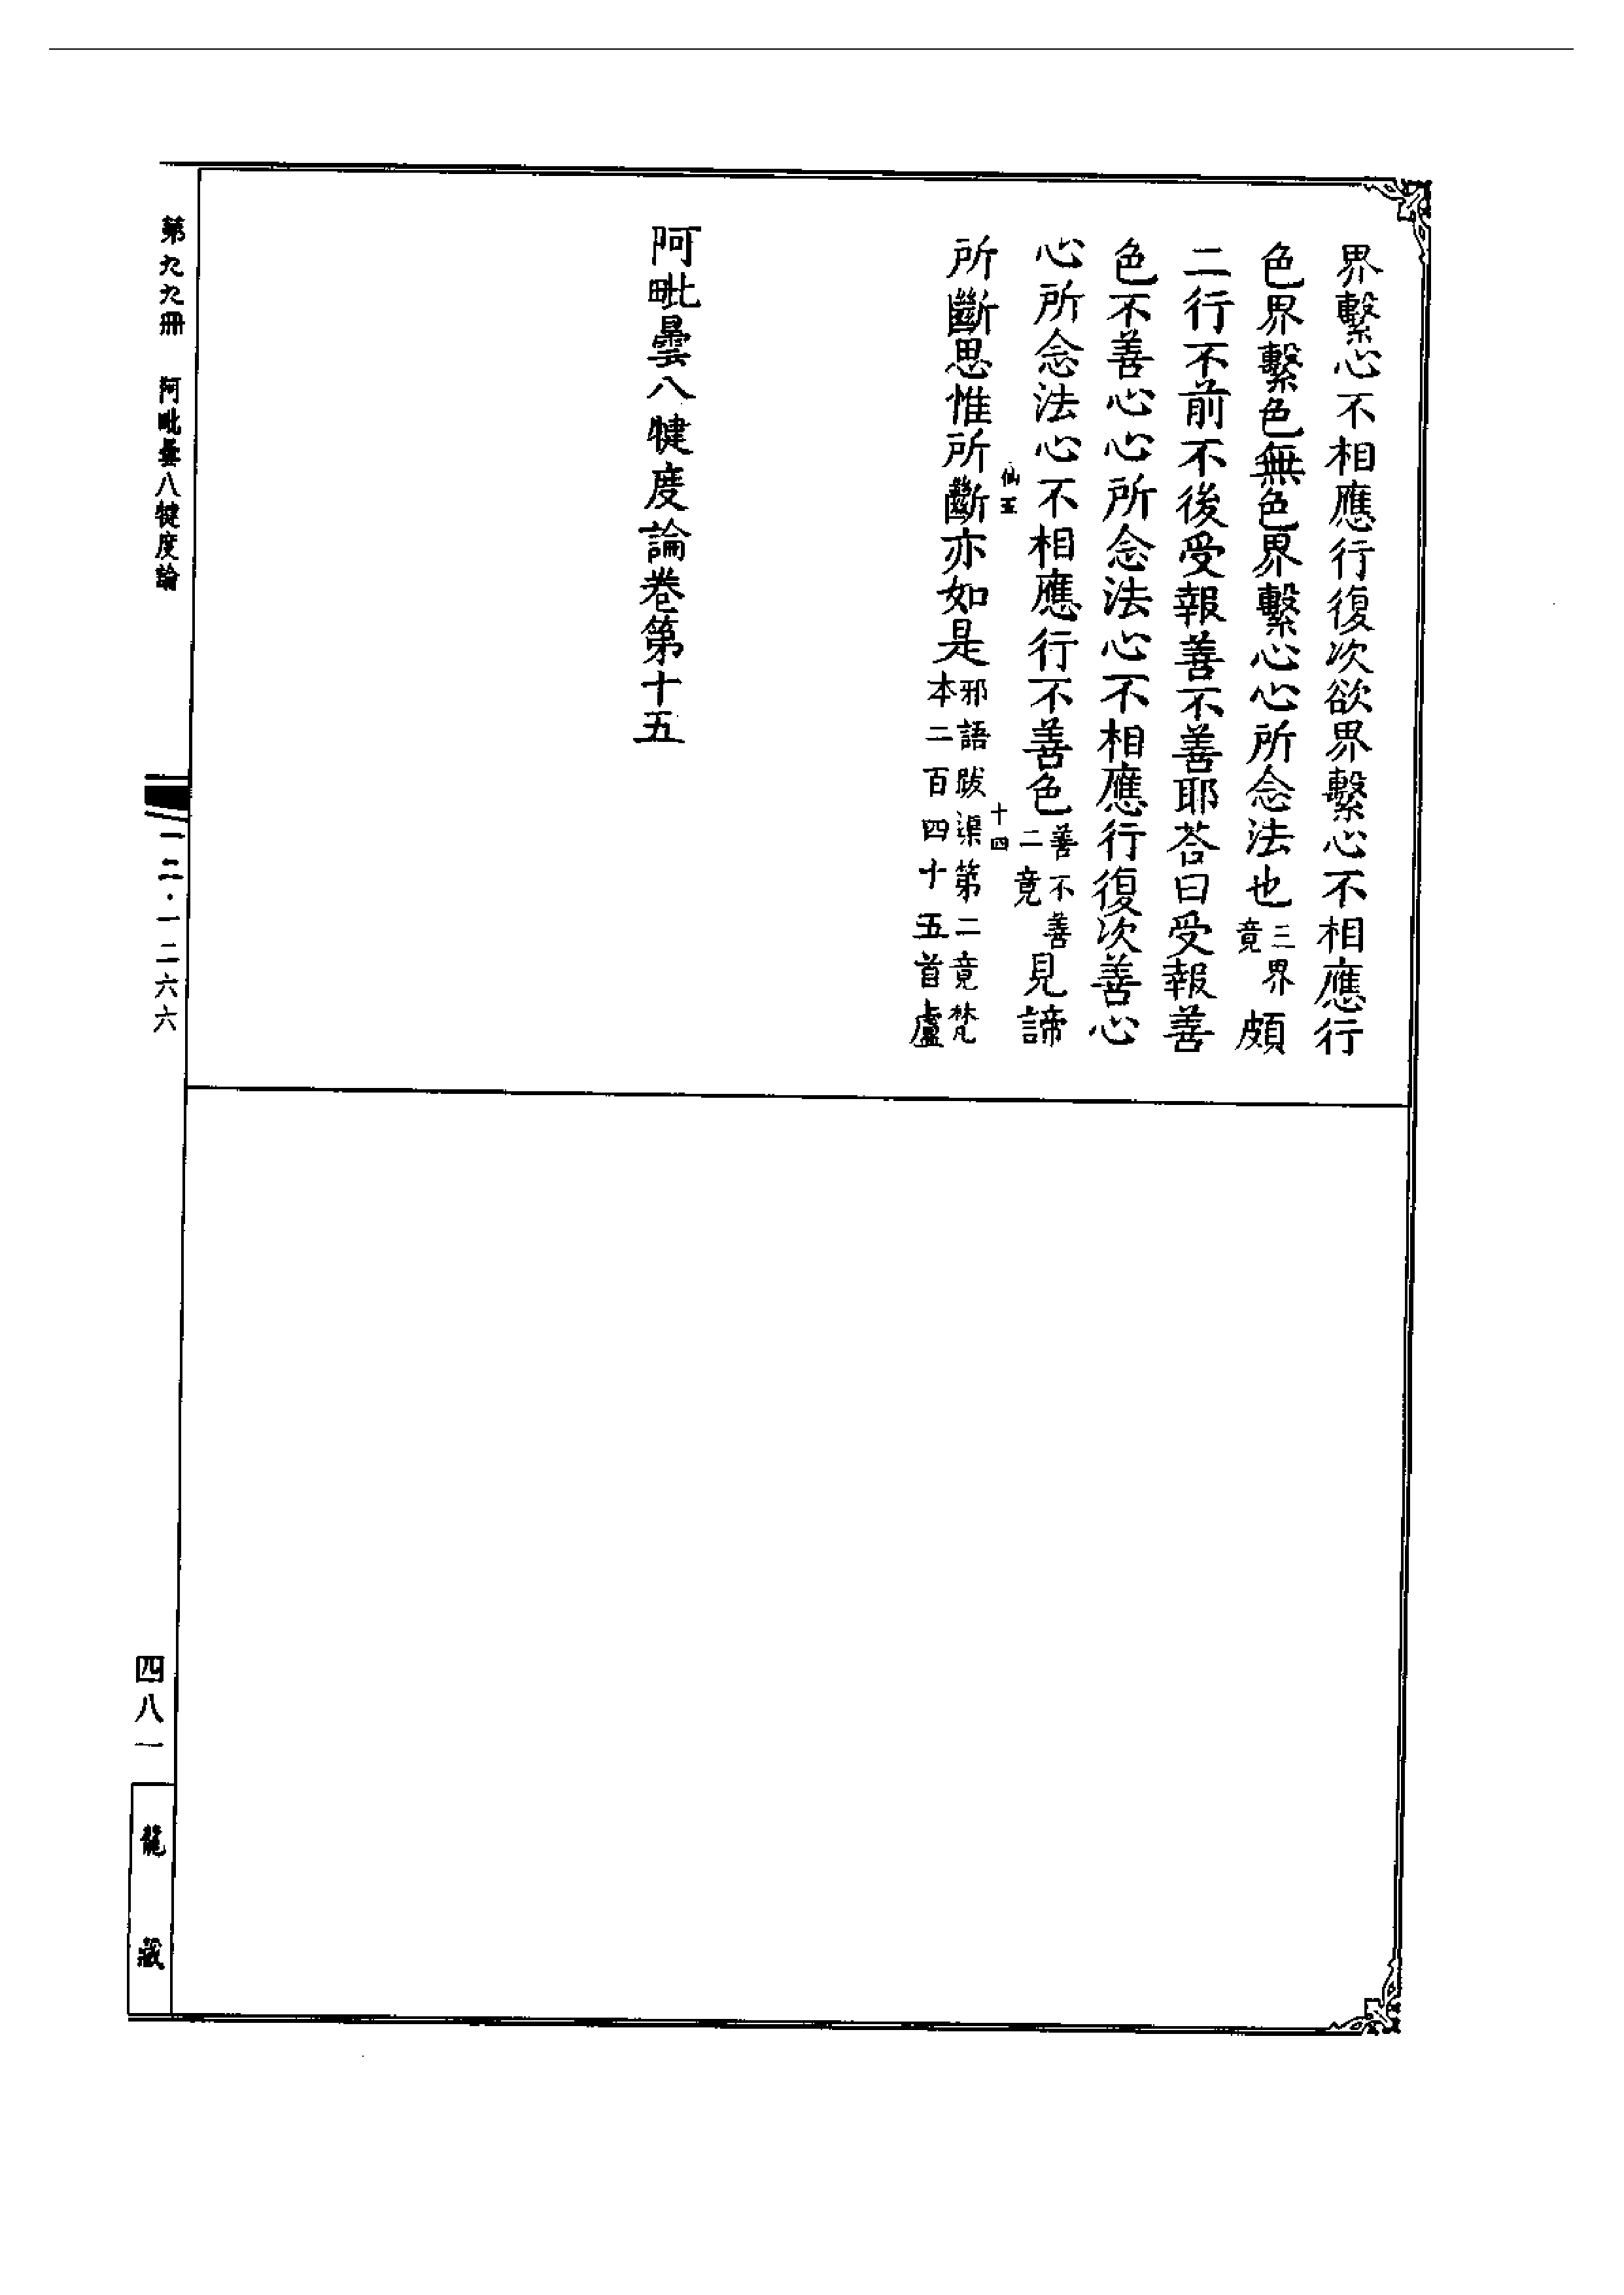 界繫心不相應行復次欲界繫心不相應行
色界繫色無色界繫心心所念法也三界竟頗
二行不前不後受報善不善耶荅曰受報善
色不善心心所念法心不相應行復次善心
心所念法心不相應行不善色善不善二竟見諦
仙五
十四
所斷思惟所斷亦如是邪語跋渠第二竟梵本二百四十五首盧
阿毗曇八犍度論卷第十五
第九九冊 阿毗曇八犍度論
一二·一二六六
四八一
龍藏